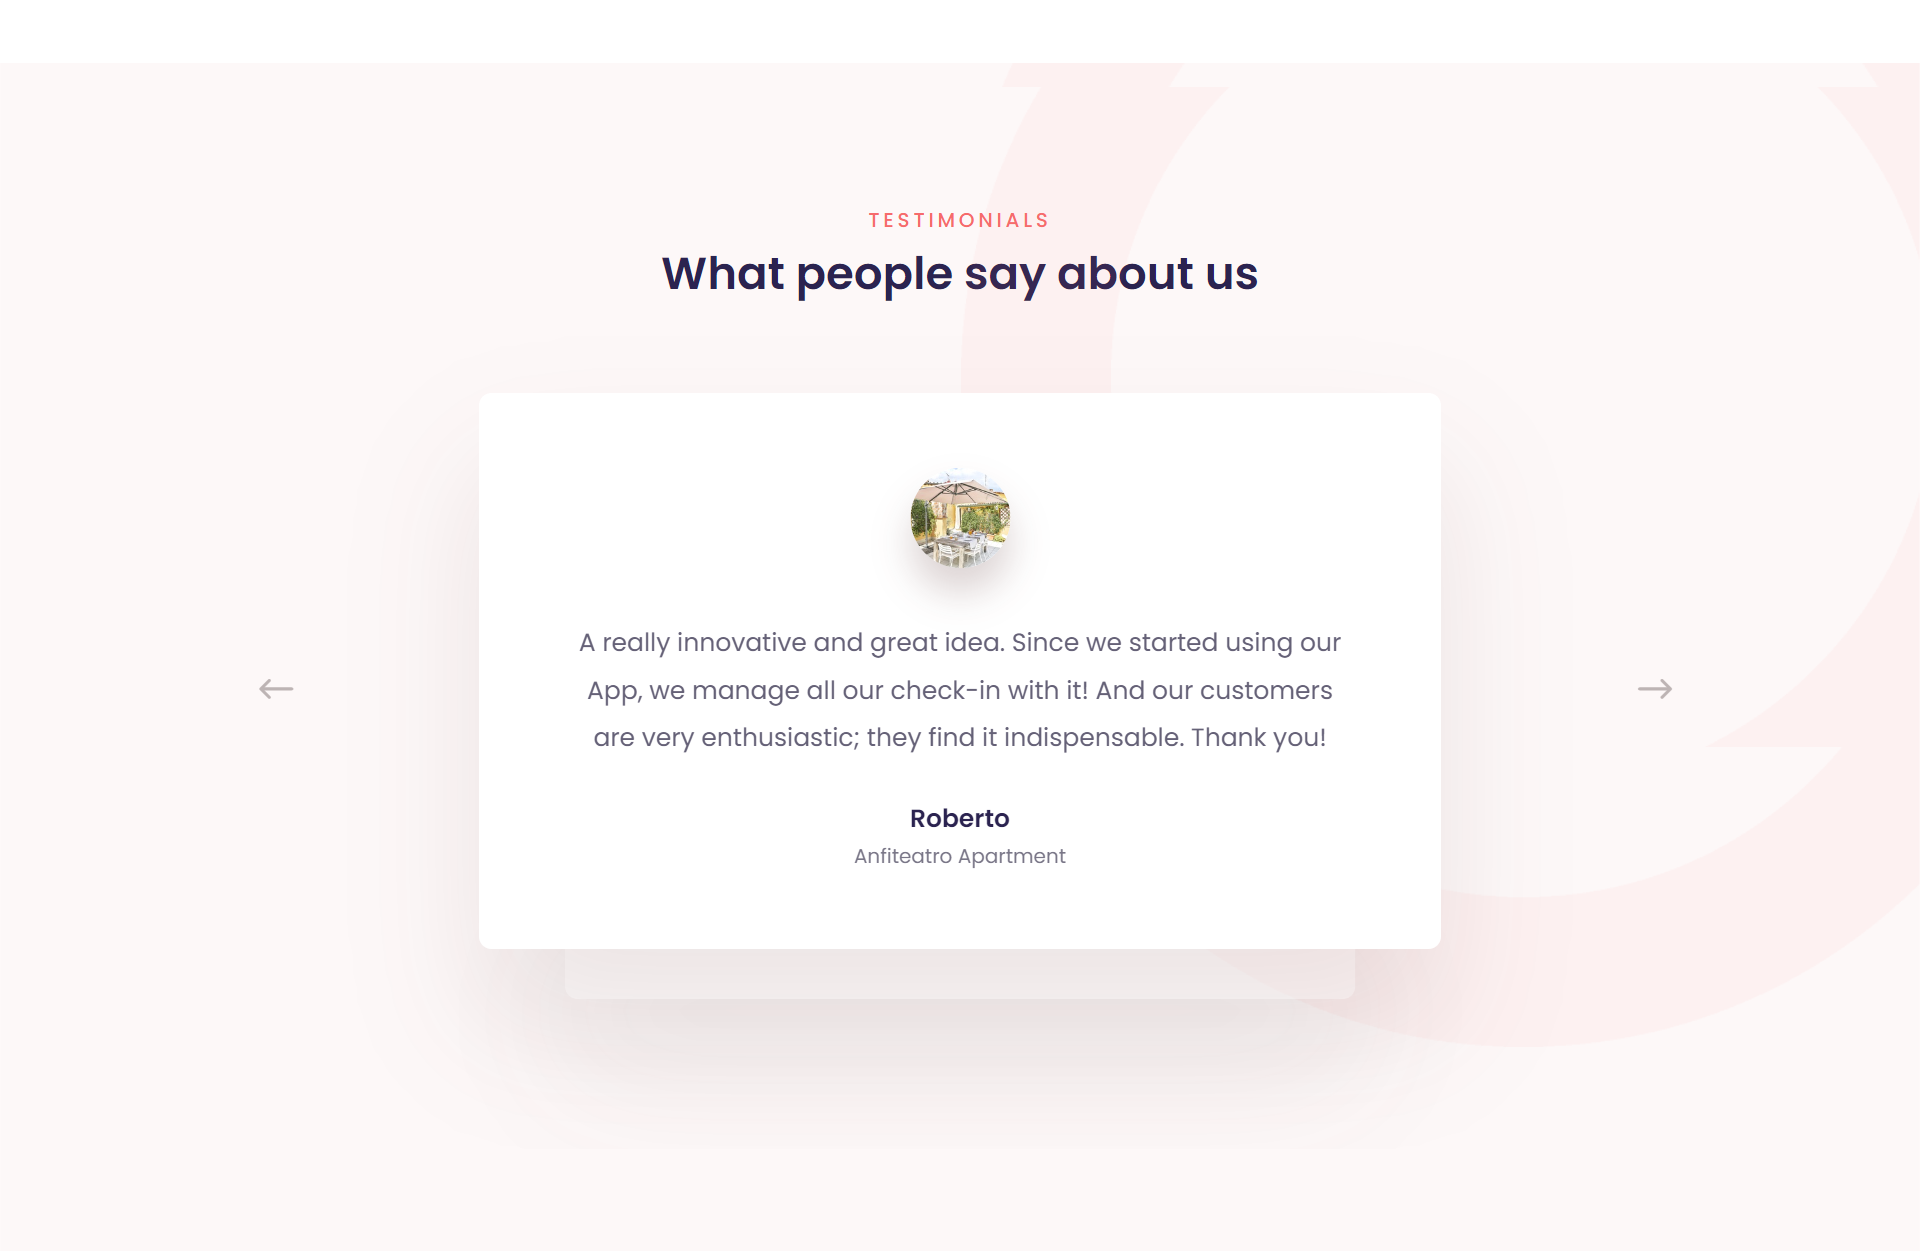 TESTIMONIALS
What people say about us
A really innovative and great idea. Since we started using our
App, we manage all our check-in with it! And our customers
are very enthusiastic; they find it indispensable. Thank you!
Roberto
Anfiteatro Apartment